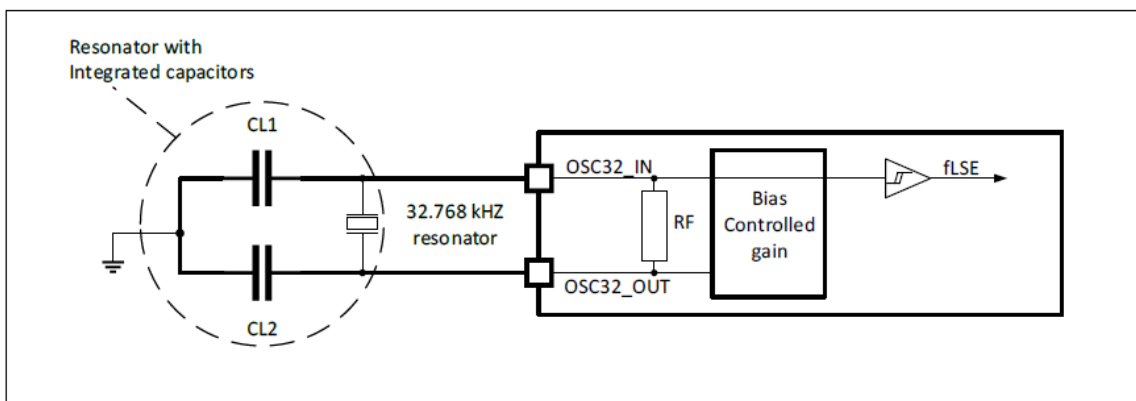 Resonator with
Integrated capacitors
CL1
OSC32_IN
fLSE
32.768 kHZ
resonator
RF
Bias
Controlled
gain
OSC32_OUT
CL2